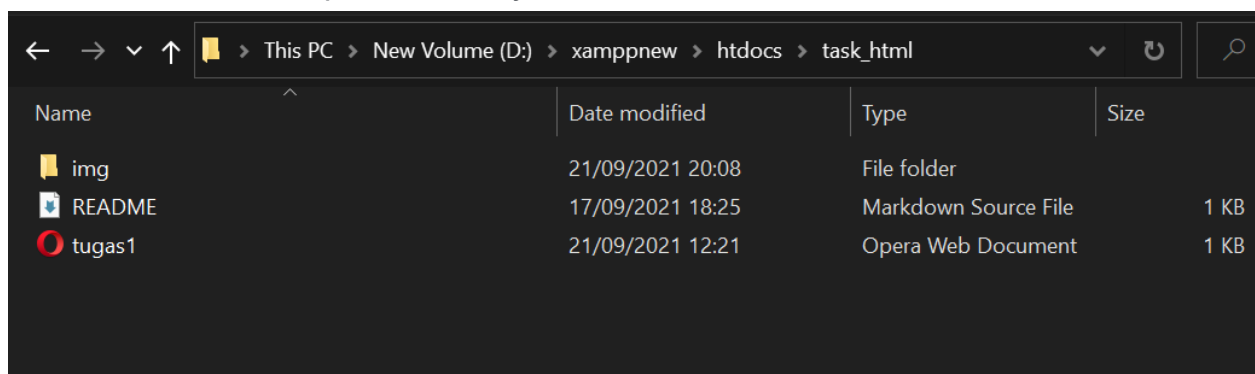 This PC > New Volume (D:) > xamppnew > htdocs > task_html
Name Date modified Type Size
img 21/09/2021 20:08 File folder
README 17/09/2021 18:25 Markdown Source File 1 KB
tugas1 21/09/2021 12:21 Opera Web Document 1 KB